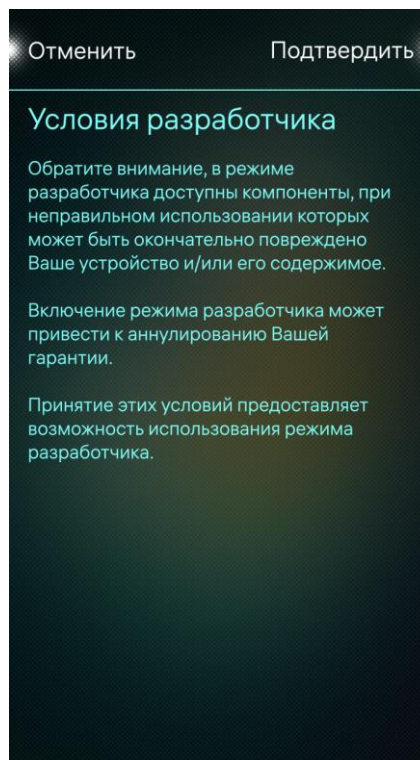 Отменить Подтвердить
Условия разработчика
Обратите внимание, в режиме
разработчика доступны компоненты, при
неправильном использовании которых
может быть окончательно повреждено
Ваше устройство и/или его содержимое.
Включение режима разработчика может
привести к аннулированию Вашей
гарантии.
Принятие этих условий предоставляет
возможность использования режима
разработчика.